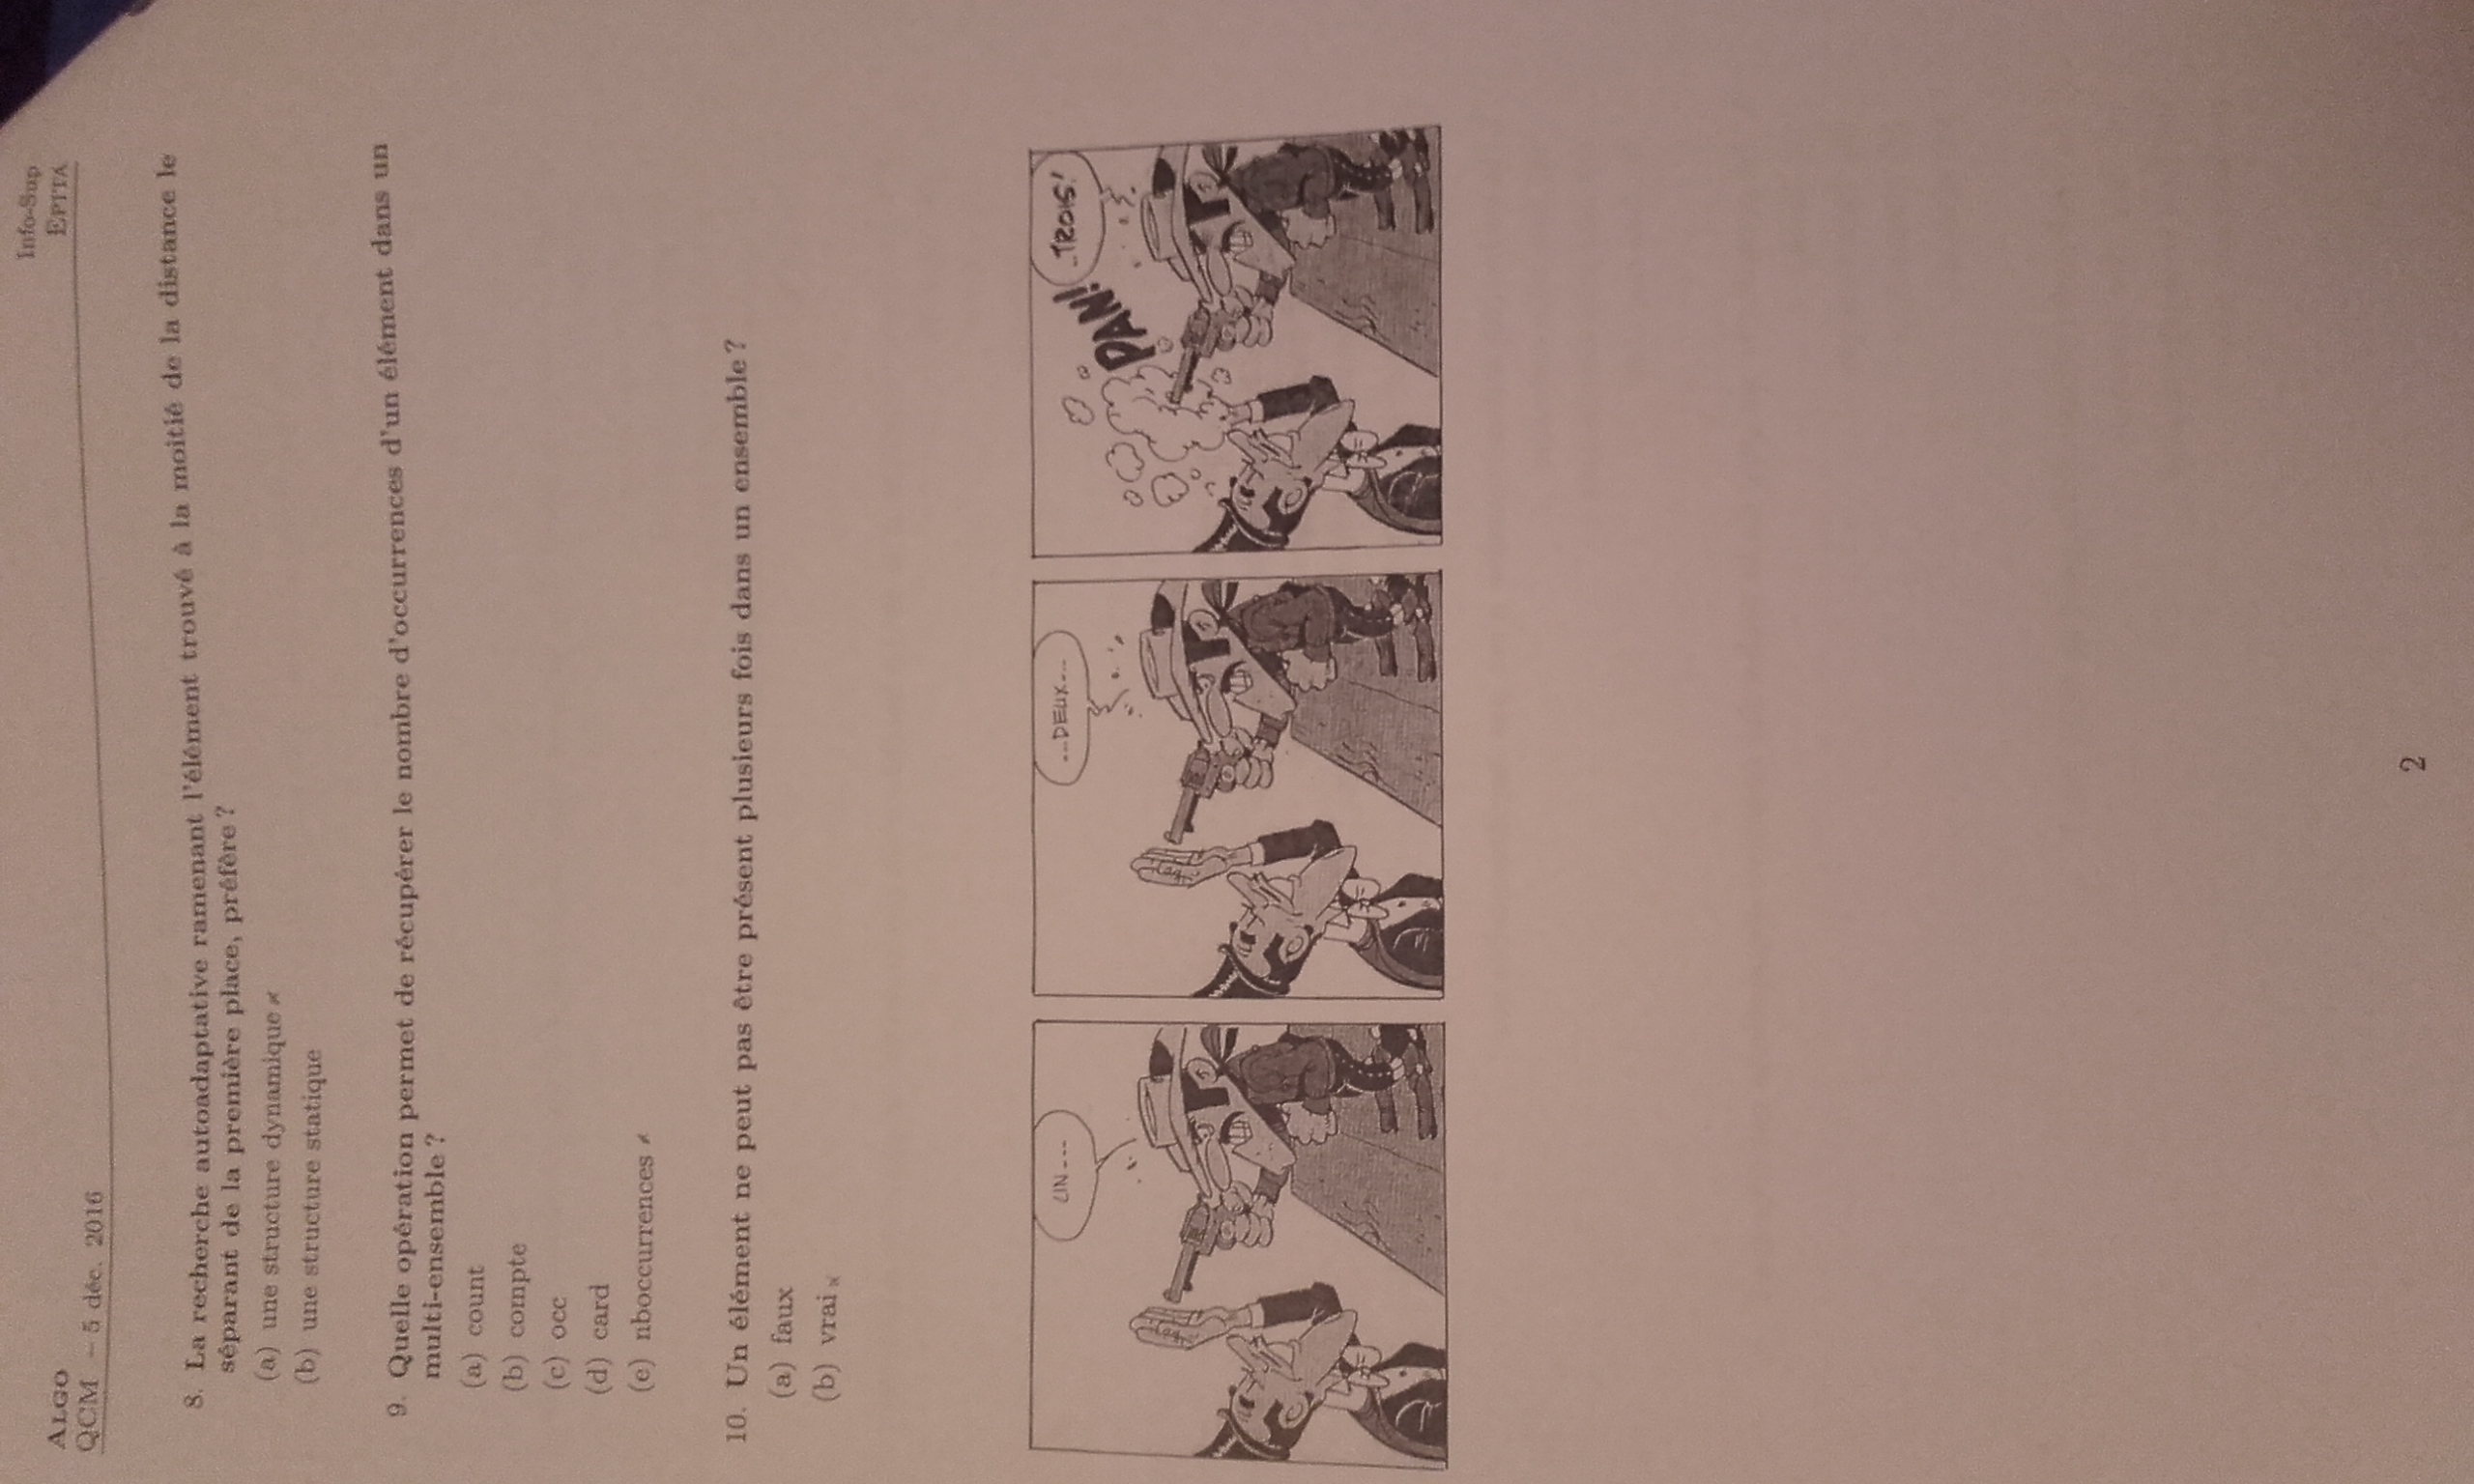 ALGO
QCM – 5 déc. 2016
Info-Sup
EPITA
8. La recherche autoadaptative ramenant l'élément trouvé à la moitié de la distance le
séparant de la première place, préfère ?
(a) une structure dynamique
(b) une structure statique
9. Quelle opération permet de récupérer le nombre d'occurrences d'un élément dans un
multi-ensemble ?
(a) count
(b) compte
(c) occ
(d) card
(e) nboccurrences
10. Un élément ne peut pas être présent plusieurs fois dans un ensemble ?
(a) faux
(b) vrai
UN---
---DEUX---
PAN!
..TROIS!
2